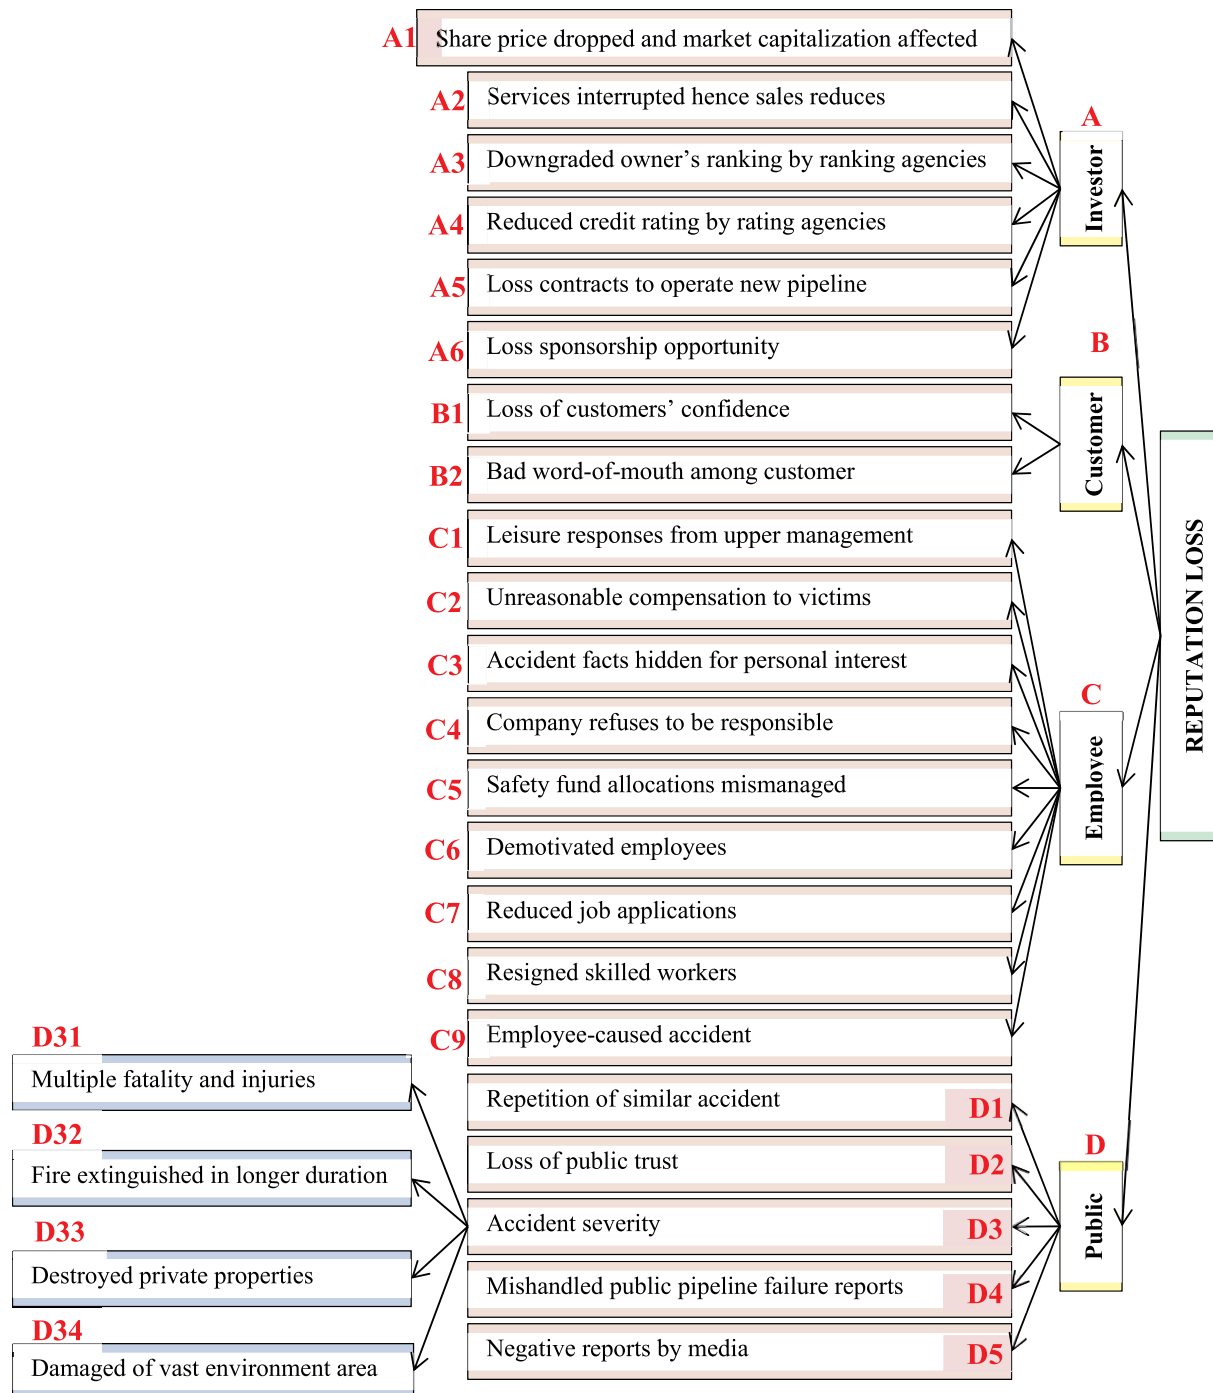 A1 Share price dropped and market capitalization affected
A2 Services interrupted hence sales reduces
A3 Downgraded owner’s ranking by ranking agencies
A4 Reduced credit rating by rating agencies
A5 Loss contracts to operate new pipeline
A6 Loss sponsorship opportunity
A
Investor
B1 Loss of customers’ confidence
B2 Bad word-of-mouth among customer
B
Customer
C1 Leisure responses from upper management
C2 Unreasonable compensation to victims
C3 Accident facts hidden for personal interest
C4 Company refuses to be responsible
C5 Safety fund allocations mismanaged
C6 Demotivated employees
C7 Reduced job applications
C8 Resigned skilled workers
C9 Employee-caused accident
C
Employee
REPUTATION LOSS
Repetition of similar accident D1
Loss of public trust D2
Accident severity D3
Mishandled public pipeline failure reports D4
Negative reports by media D5
D
Public
D31
Multiple fatality and injuries
D32
Fire extinguished in longer duration
D33
Destroyed private properties
D34
Damaged of vast environment area